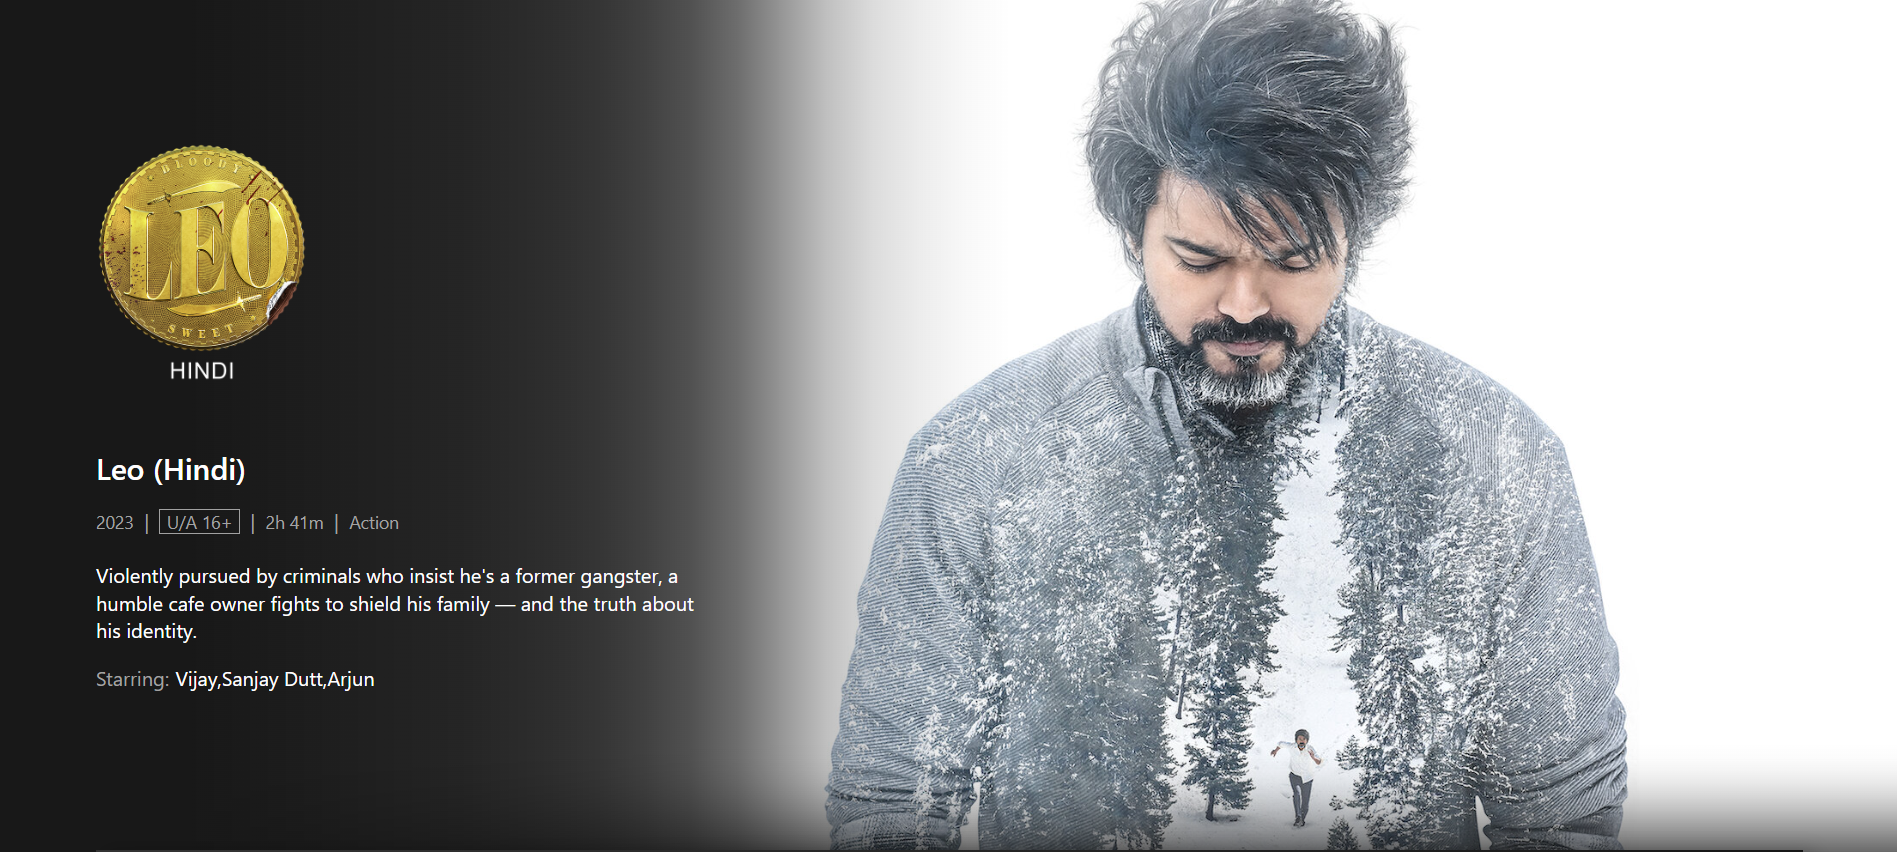 BLOODY
LEO
SWEET
HINDI
Leo (Hindi)
2023 | U/A 16+ | 2h 41m | Action
Violently pursued by criminals who insist he's a former gangster, a
humble cafe owner fights to shield his family — and the truth about
his identity.
Starring: Vijay,Sanjay Dutt,Arjun